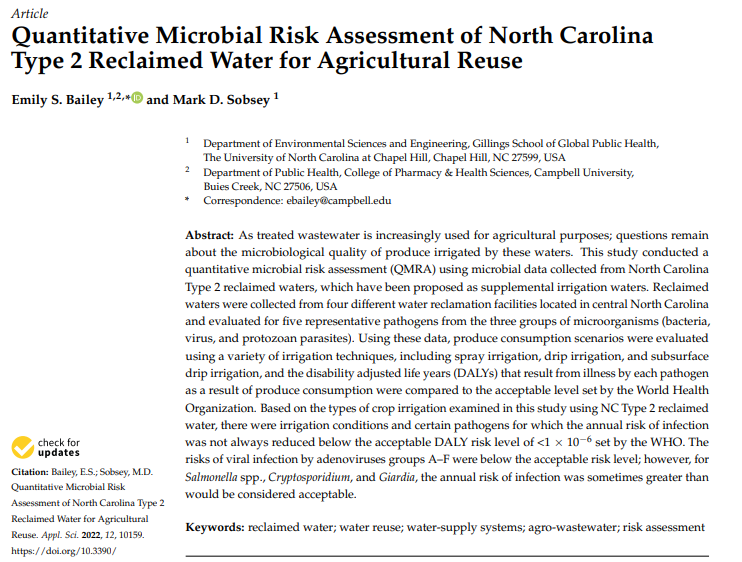 Article
Quantitative Microbial Risk Assessment of North Carolina
Type 2 Reclaimed Water for Agricultural Reuse
Emily S. Bailey 1,2,* iD and Mark D. Sobsey 1
1 Department of Environmental Sciences and Engineering, Gillings School of Global Public Health,
The University of North Carolina at Chapel Hill, Chapel Hill, NC 27599, USA
2 Department of Public Health, College of Pharmacy & Health Sciences, Campbell University,
Buies Creek, NC 27506, USA
* Correspondence: ebailey@campbell.edu
Abstract: As treated wastewater is increasingly used for agricultural purposes; questions remain
about the microbiological quality of produce irrigated by these waters. This study conducted a
quantitative microbial risk assessment (QMRA) using microbial data collected from North Carolina
Type 2 reclaimed waters, which have been proposed as supplemental irrigation waters. Reclaimed
waters were collected from four different water reclamation facilities located in central North Carolina
and evaluated for five representative pathogens from the three groups of microorganisms (bacteria,
virus, and protozoan parasites). Using these data, produce consumption scenarios were evaluated
using a variety of irrigation techniques, including spray irrigation, drip irrigation, and subsurface
drip irrigation, and the disability adjusted life years (DALYs) that result from illness by each pathogen
as a result of produce consumption were compared to the acceptable level set by the World Health
Organization. Based on the types of crop irrigation examined in this study using NC Type 2 reclaimed
water, there were irrigation conditions and certain pathogens for which the annual risk of infection
was not always reduced below the acceptable DALY risk level of <1 × 10−6 set by the WHO. The
risks of viral infection by adenoviruses groups A–F were below the acceptable risk level; however, for
Salmonella spp., Cryptosporidium, and Giardia, the annual risk of infection was sometimes greater than
would be considered acceptable.
Keywords: reclaimed water; water reuse; water-supply systems; agro-wastewater; risk assessment
check for
updates
Citation: Bailey, E.S.; Sobsey, M.D.
Quantitative Microbial Risk
Assessment of North Carolina Type 2
Reclaimed Water for Agricultural
Reuse. Appl. Sci. 2022, 12, 10159.
https://doi.org/10.3390/